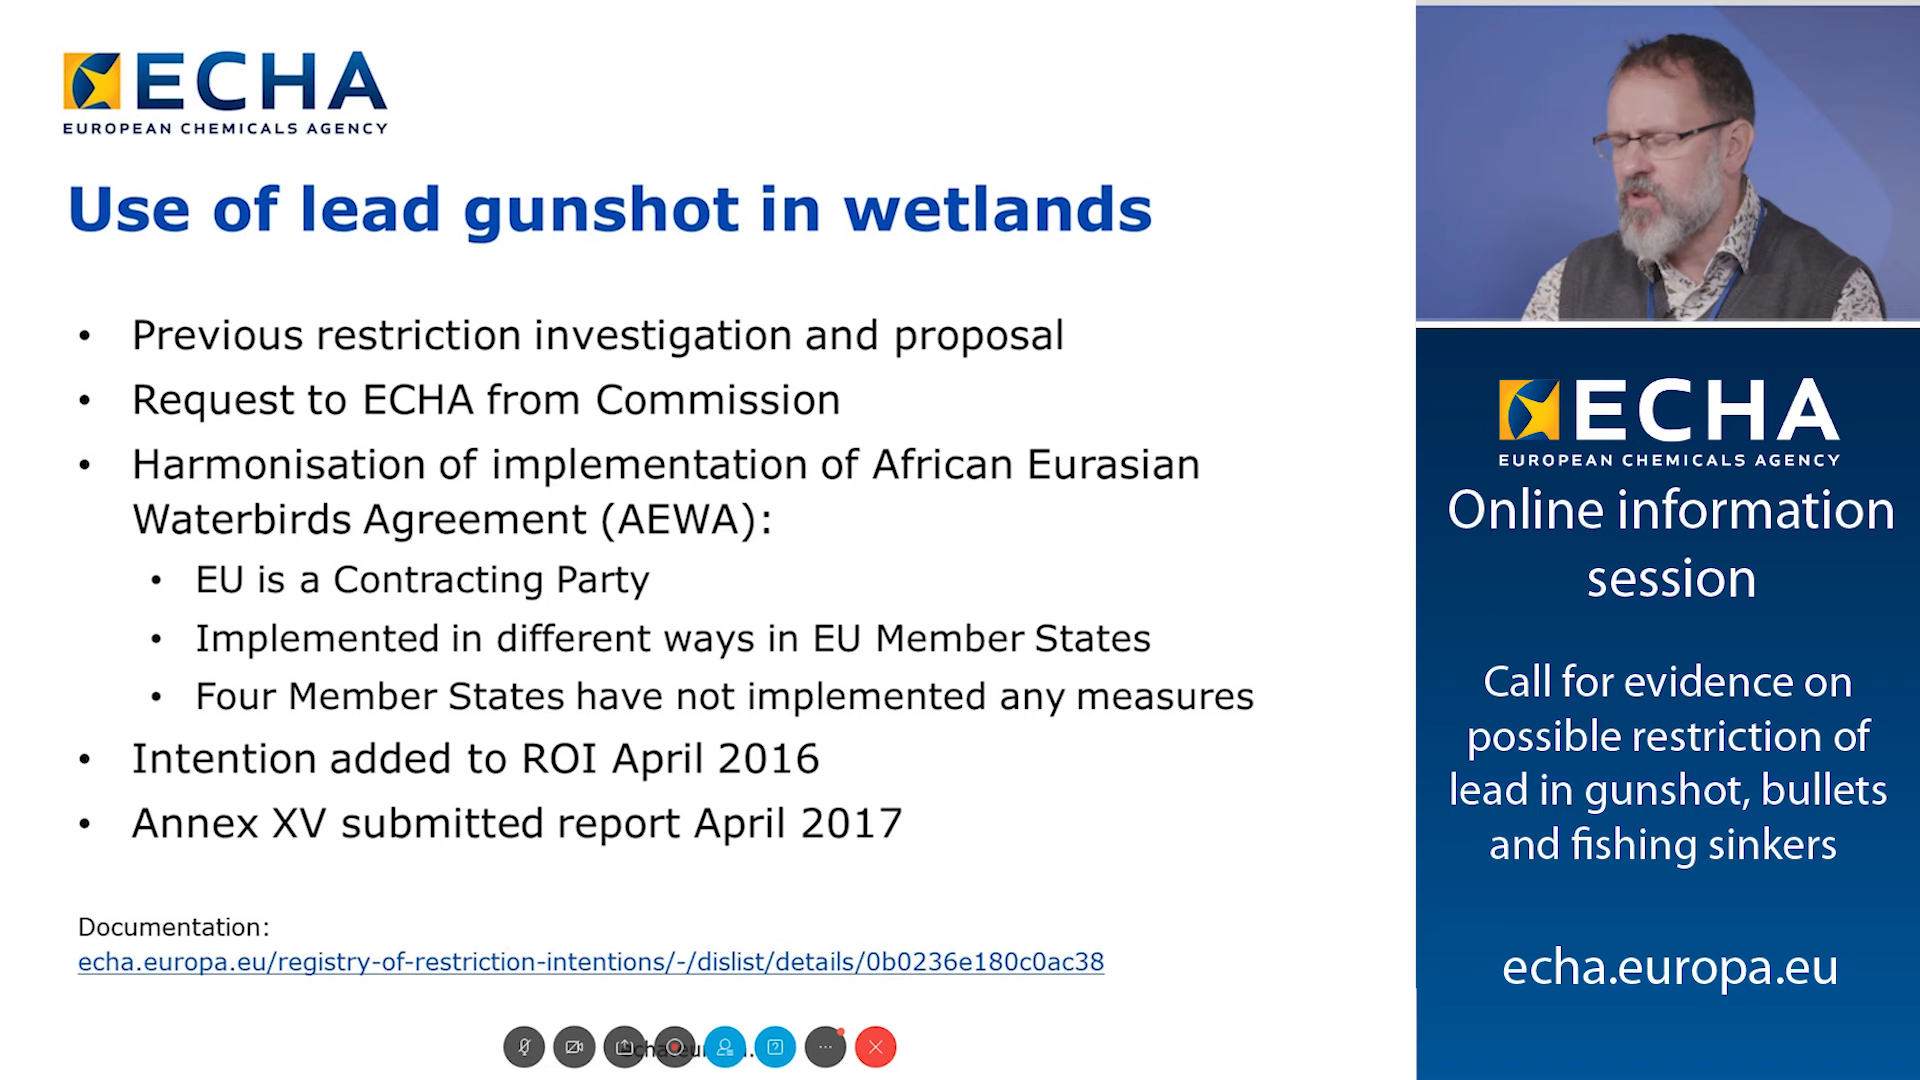 ECHA
EUROPEAN CHEMICALS AGENCY
Use of lead gunshot in wetlands
• Previous restriction investigation and proposal
• Request to ECHA from Commission
• Harmonisation of implementation of African Eurasian
Waterbirds Agreement (AEWA):
• EU is a Contracting Party
• Implemented in different ways in EU Member States
• Four Member States have not implemented any measures
• Intention added to ROI April 2016
• Annex XV submitted report April 2017
Documentation:
echa.europa.eu/registry-of-restriction-intentions/-/dislist/details/0b0236e180c0ac38
ECHA
EUROPEAN CHEMICALS AGENCY
Online information
session
Call for evidence on
possible restriction of
lead in gunshot, bullets
and fishing sinkers
echa.europa.eu